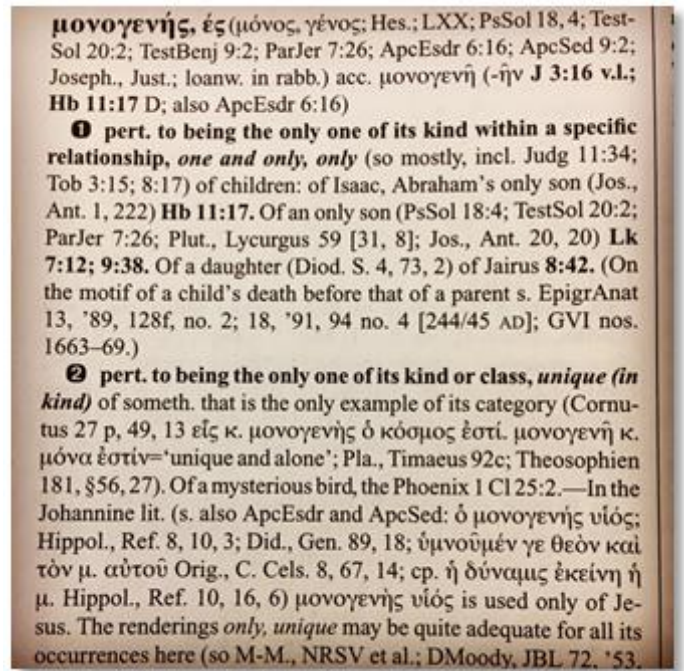 μονογενής, ές (μόνος, γένος; Hes.; LXX; PsSol 18, 4; Test-
Sol 20:2; TestBenj 9:2; ParJer 7:26; ApcEsdr 6:16; ApcSed 9:2;
Joseph., Just.; loanw. in rabb.) acc. μονογενῆ (-ῆν J 3:16 v.l.;
Hb 11:17 D; also ApcEsdr 6:16)
❶ pert. to being the only one of its kind within a specific
relationship, one and only, only (so mostly, incl. Judg 11:34;
Tob 3:15; 8:17) of children: of Isaac, Abraham's only son (Jos.,
Ant. 1, 222) Hb 11:17. Of an only son (PsSol 18:4; TestSol 20:2;
ParJer 7:26; Plut., Lycurgus 59 [31, 8]; Jos., Ant. 20, 20) Lk
7:12; 9:38. Of a daughter (Diod. S. 4, 73, 2) of Jairus 8:42. (On
the motif of a child's death before that of a parent s. EpigrAnat
13, '89, 128f, no. 2; 18, '91, 94 no. 4 [244/45 AD]; GVI nos.
1663–69.)
❷ pert. to being the only one of its kind or class, unique (in
kind) of someth. that is the only example of its category (Cornu-
tus 27 p, 49, 13 εἷς κ. μονογενὴς ὁ κόσμος ἐστί. μονογενῆ κ.
μόνα ἐστίν='unique and alone'; Pla., Timaeus 92c; Theosophien
181, §56, 27). Of a mysterious bird, the Phoenix 1 Cl 25:2.—In the
Johannine lit. (s. also ApcEsdr and ApcSed: ὁ μονογενής υἱός;
Hippol., Ref. 8, 10, 3; Did., Gen. 89, 18; ὑμνοῦμέν γε θεὸν καὶ
τὸν μ. αὐτοῦ Orig., C. Cels. 8, 67, 14; cp. ἡ δύναμις ἐκείνη ἡ
μ. Hippol., Ref. 10, 16, 6) μονογενὴς υἱός is used only of Je-
sus. The renderings only, unique may be quite adequate for all its
occurrences here (so M-M., NRSV et al.; DMoody, JBL 72, '53,